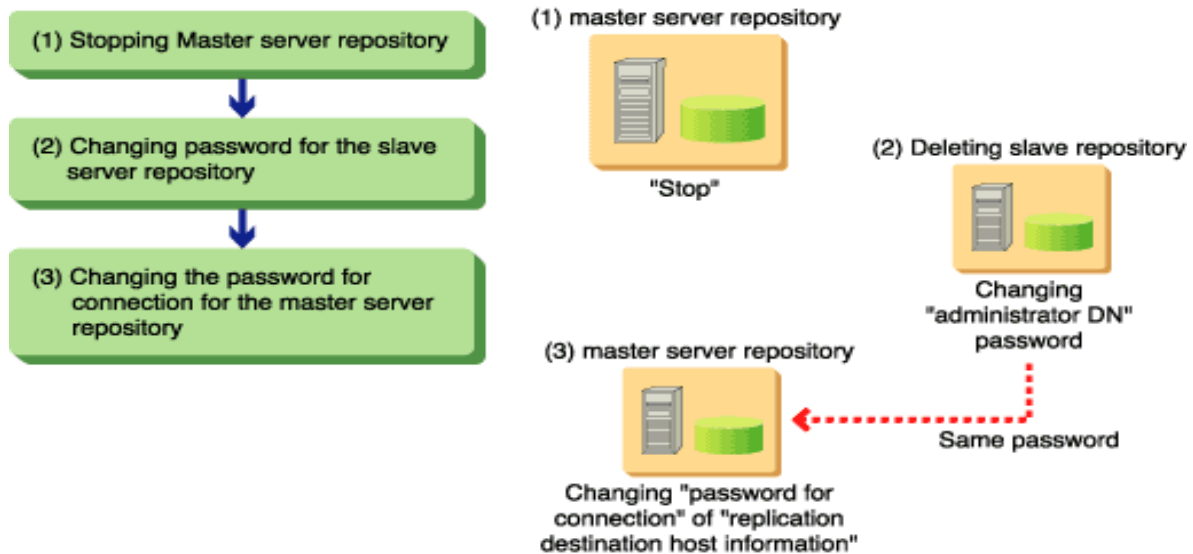 (1) Stopping Master server repository
(2) Changing password for the slave
server repository
(3) Changing the password for
connection for the master server
repository
(1) master server repository
"Stop"
(2) Deleting slave repository
Changing
"administrator DN"
password
(3) master server repository
Same password
Changing "password for
connection" of "replication
destination host information"